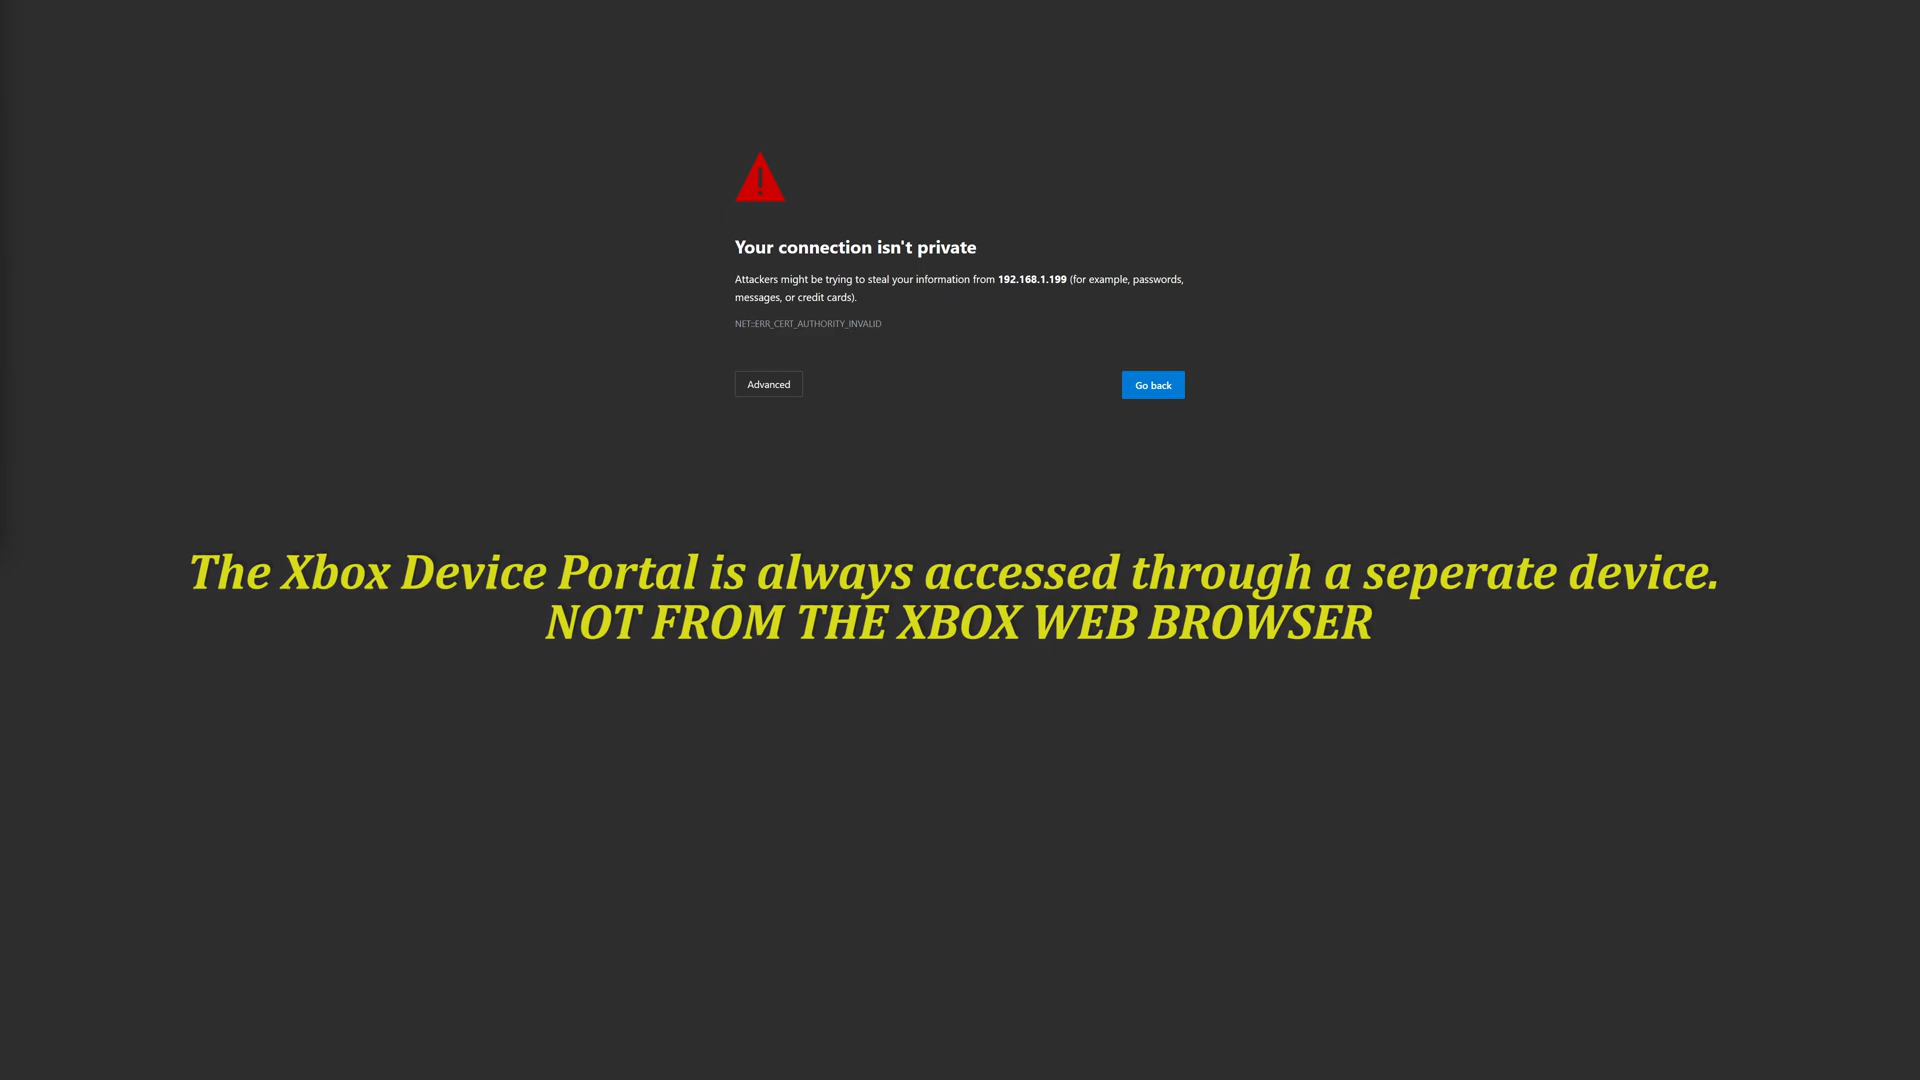 Your connection isn't private
Attackers might be trying to steal your information from 192.168.1.199 (for example, passwords,
messages, or credit cards).
NET::ERR_CERT_AUTHORITY_INVALID
Advanced
Go back
The Xbox Device Portal is always accessed through a seperate device.
NOT FROM THE XBOX WEB BROWSER